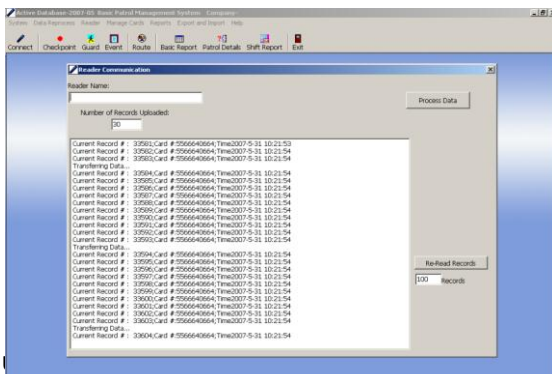 Active Database-2007-05 Basic Patrol Management System Company-
System Data Reprocess Reader Manage Cards Reports Export and Import Help
Connect Checkpoint Guard Event Route Basic Report Patrol Details Shift Report Exit
Reader Communication
Reader Name:
Process Data
Number of Records Uploaded:
30
Current Record # : 33581;Card #:5566640664;Time2007-5-31 10:21:53
Current Record # : 33582;Card #:5566640664;Time2007-5-31 10:21:54
Current Record # : 33583;Card #:5566640664;Time2007-5-31 10:21:54
Transferring Data...
Current Record # : 33584;Card #:5566640664;Time2007-5-31 10:21:54
Current Record # : 33585;Card #:5566640664;Time2007-5-31 10:21:54
Current Record # : 33586;Card #:5566640664;Time2007-5-31 10:21:54
Current Record # : 33587;Card #:5566640664;Time2007-5-31 10:21:54
Current Record # : 33588;Card #:5566640664;Time2007-5-31 10:21:54
Current Record # : 33589;Card #:5566640664;Time2007-5-31 10:21:54
Current Record # : 33590;Card #:5566640664;Time2007-5-31 10:21:54
Current Record # : 33591;Card #:5566640664;Time2007-5-31 10:21:54
Current Record # : 33592;Card #:5566640664;Time2007-5-31 10:21:54
Current Record # : 33593;Card #:5566640664;Time2007-5-31 10:21:54
Transferring Data...
Current Record # : 33594;Card #:5566640664;Time2007-5-31 10:21:54
Current Record # : 33595;Card #:5566640664;Time2007-5-31 10:21:54
Current Record # : 33596;Card #:5566640664;Time2007-5-31 10:21:54
Current Record # : 33597;Card #:5566640664;Time2007-5-31 10:21:54
Current Record # : 33598;Card #:5566640664;Time2007-5-31 10:21:54
Current Record # : 33599;Card #:5566640664;Time2007-5-31 10:21:54
Current Record # : 33600;Card #:5566640664;Time2007-5-31 10:21:54
Current Record # : 33601;Card #:5566640664;Time2007-5-31 10:21:54
Current Record # : 33602;Card #:5566640664;Time2007-5-31 10:21:54
Current Record # : 33603;Card #:5566640664;Time2007-5-31 10:21:54
Transferring Data...
Current Record # : 33604;Card #:5566640664;Time2007-5-31 10:21:54
Re-Read Records
100 Records